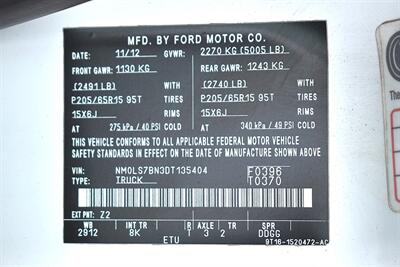 MFD. BY FORD MOTOR CO.
DATE: 11/12 GVWR: 2270 KG (5005 LB)
FRONT GAWR: 1130 KG REAR GAWR: 1243 KG
(2491 LB) WITH (2740 LB) WITH
P205/65R15 95T TIRES P205/65R15 95T TIRES
15X6J RIMS 15X6J RIMS
AT 275 kPa / 40 PSI COLD AT 340 kPa / 49 PSI COLD
THIS VEHICLE CONFORMS TO ALL APPLICABLE FEDERAL MOTOR VEHICLE
SAFETY STANDARDS IN EFFECT ON THE DATE OF MANUFACTURE SHOWN ABOVE.
VIN: NM0LS7BN3DT135404 F0396
TYPE: TRUCK T0370
EXT PNT: Z2
WB INT TR R AXLE TR SPR
2912 8K T 3 2 DDGG
ETU 9T16-1520472-AC
The